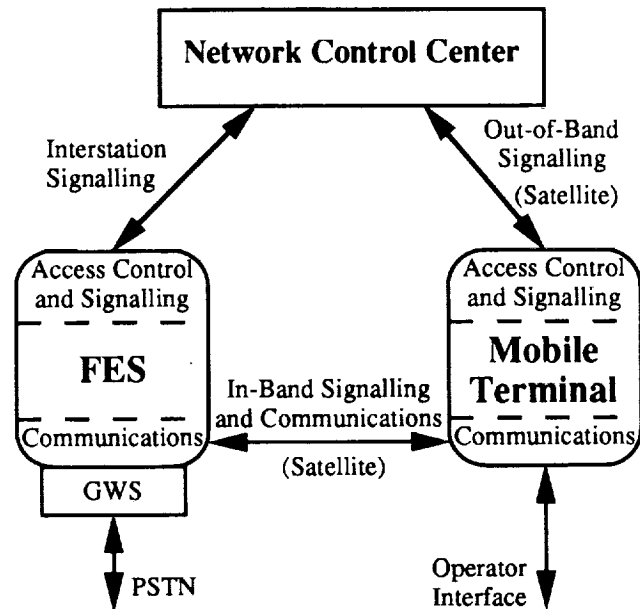 Network Control Center
Interstation
Signalling
Out-of-Band
Signalling
(Satellite)
Access Control
and Signalling
FES
Communications
GWS
PSTN
In-Band Signalling
and Communications
(Satellite)
Access Control
and Signalling
Mobile
Terminal
Communications
Operator
Interface